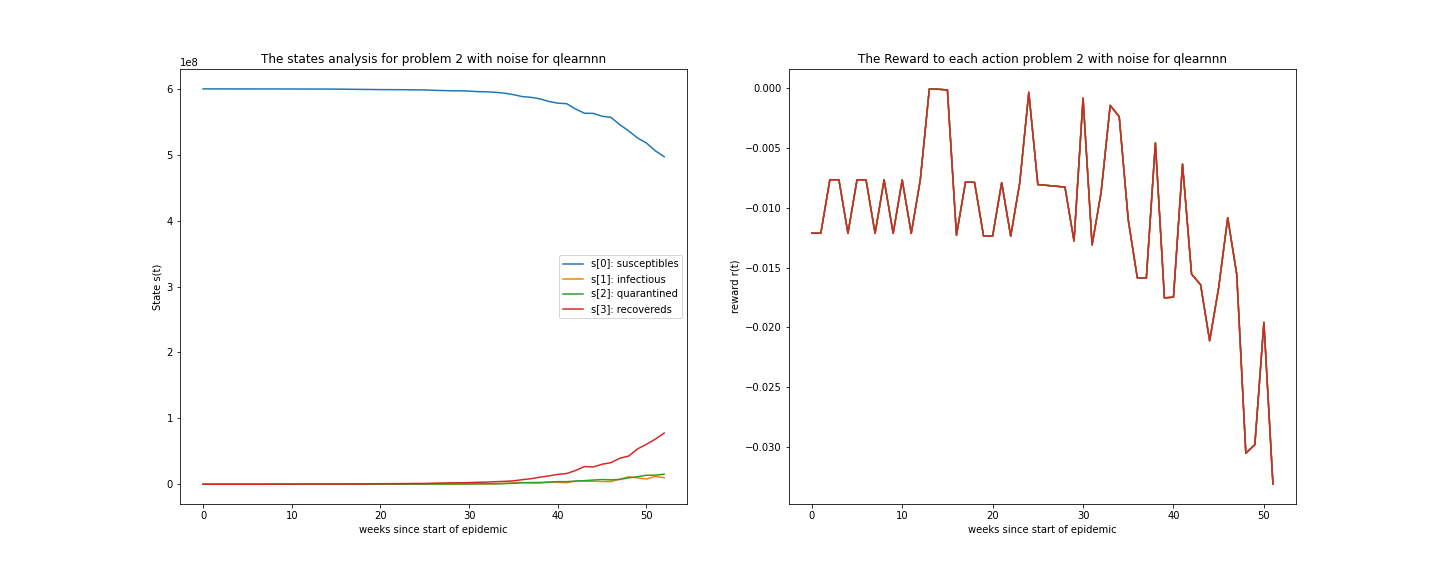 The states analysis for problem 2 with noise for qlearnnn
1e8
6
5
4
3
2
1
0
State s(t)
s[0]: susceptibles
s[1]: infectious
s[2]: quarantined
s[3]: recovereds
0 10 20 30 40 50
weeks since start of epidemic
The Reward to each action problem 2 with noise for qlearnnn
0.000
−0.005
−0.010
−0.015
−0.020
−0.025
−0.030
reward r(t)
0 10 20 30 40 50
weeks since start of epidemic